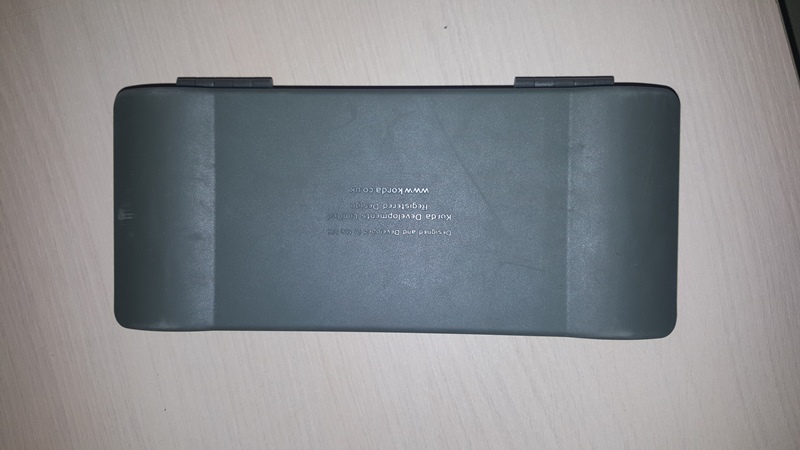 Designed and Developed in the UK
Korda Developments Limited
Registered Design
www.korda.co.uk